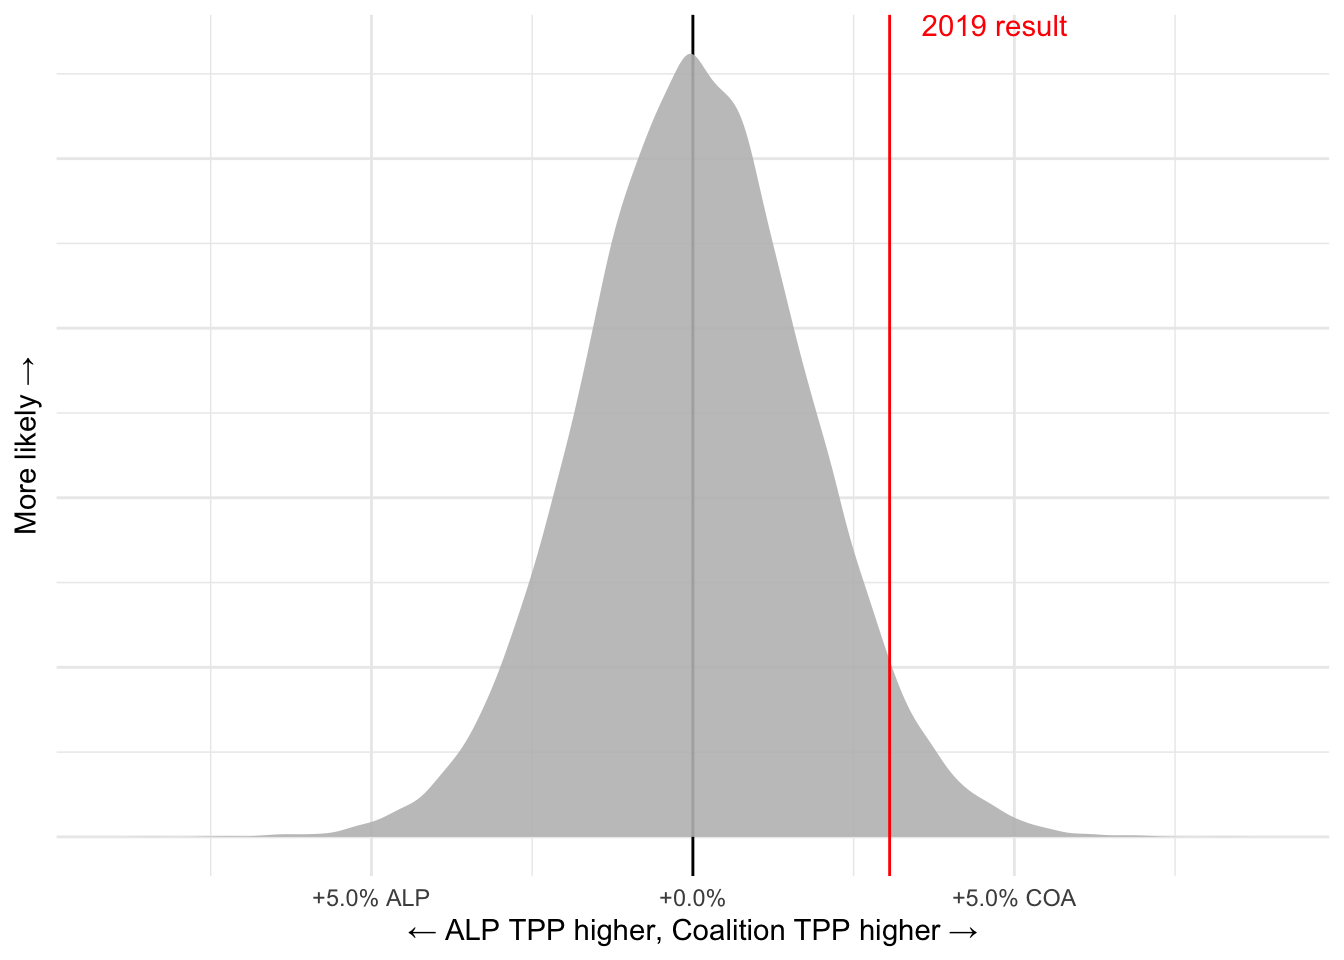 2019 result
More likely →
+5.0% ALP
+0.0%
+5.0% COA
← ALP TPP higher, Coalition TPP higher →